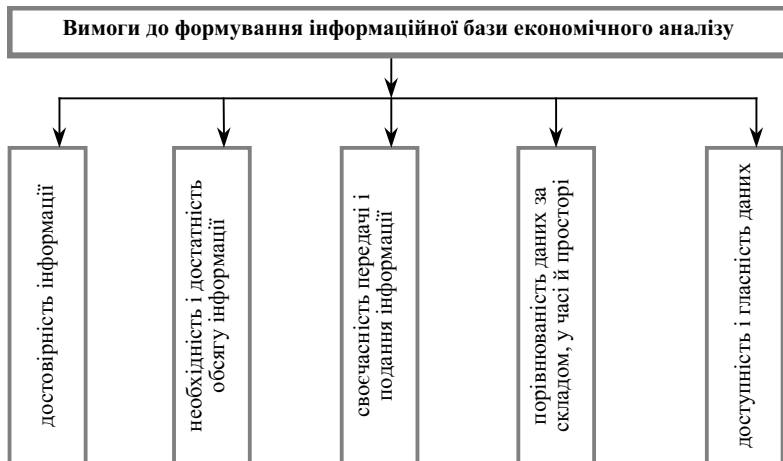 Вимоги до формування інформаційної бази економічного аналізу
достовірність інформації
необхідність і достатність
обсягу інформації
своєчасність передачі і
подання інформації
порівнюваність даних за
складом, у часі й просторі
доступність і гласність даних